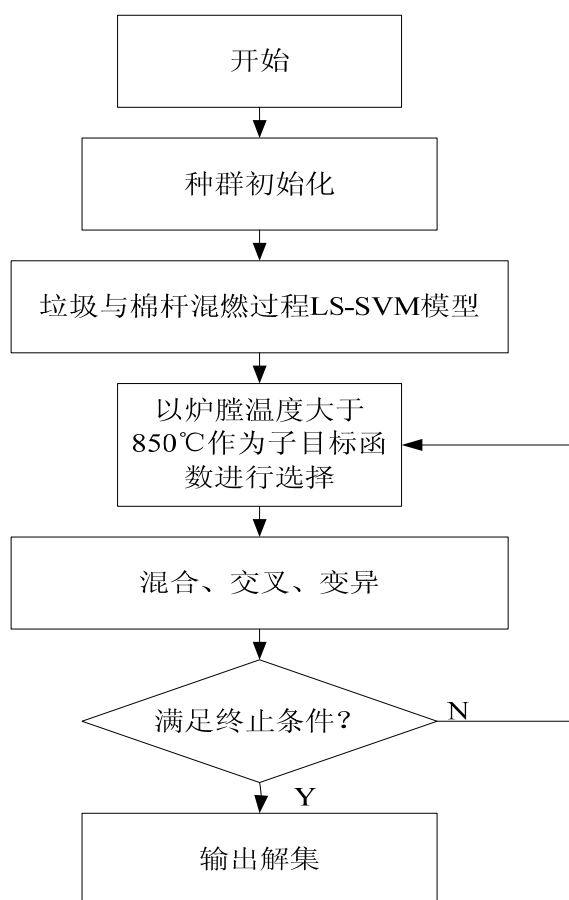 开始
种群初始化
垃圾与棉杆混燃过程LS-SVM模型
以炉膛温度大于
850℃作为子目标函
数进行选择
混合、交叉、变异
满足终止条件?
N
Y
输出解集